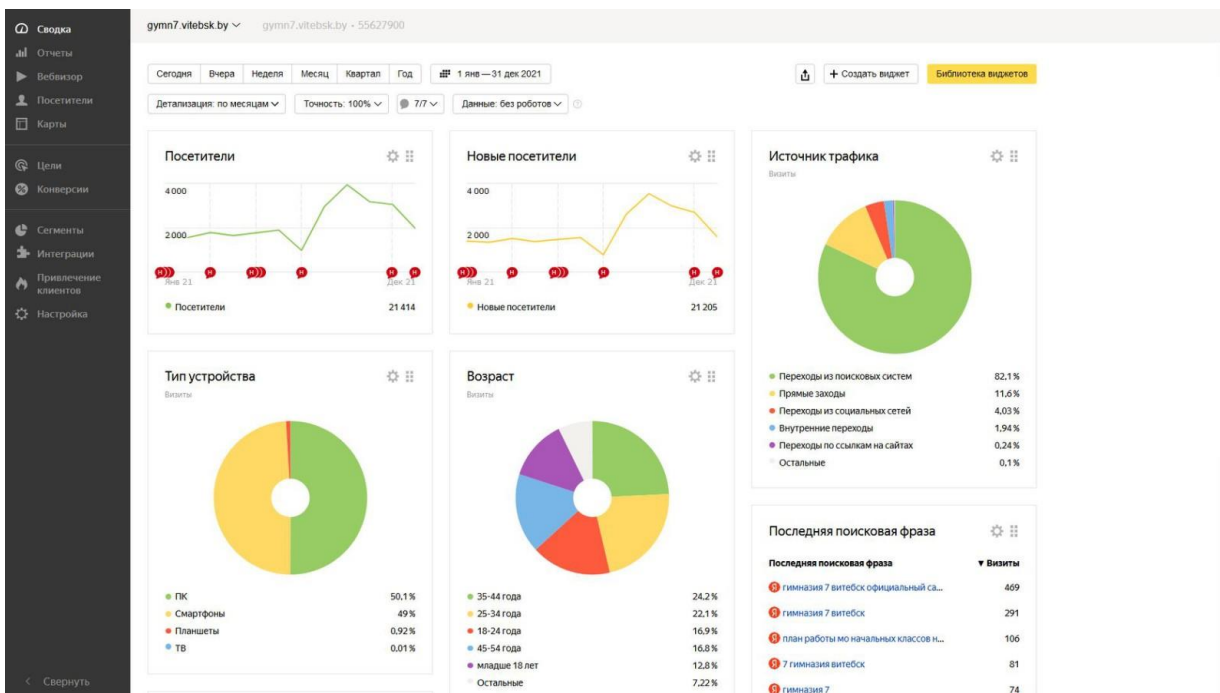 Сводка
Отчеты
Вебвизор
Посетители
Карты
Цели
Конверсии
Сегменты
Интеграции
Привлечение
клиентов
Настройка
Свернуть
gymn7.vitebsk.by gymn7.vitebsk.by • 55627900
Сегодня Вчера Неделя Месяц Квартал Год 1 янв — 31 дек 2021
+ Создать виджет Библиотека виджетов
Детализация: по месяцам Точность: 100% 7/7 Данные: без роботов
Посетители
4 000
2 000
Н Н Н Н Н Н
Янв 21 Дек 21
Посетители 21 414
Новые посетители
4 000
2 000
Н Н Н Н Н Н
Янв 21 Дек 21
Новые посетители 21 205
Источник трафика
Визиты
Переходы из поисковых систем 82,1 %
Прямые заходы 11,6 %
Переходы из социальных сетей 4,03 %
Внутренние переходы 1,94 %
Переходы по ссылкам на сайтах 0,24 %
Остальные 0,1 %
Тип устройства
Визиты
ПК 50,1 %
Смартфоны 49 %
Планшеты 0,92 %
ТВ 0,01 %
Возраст
Визиты
35-44 года 24,2 %
25-34 года 22,1 %
18-24 года 16,9 %
45-54 года 16,8 %
младше 18 лет 12,8 %
Остальные 7,22 %
Последняя поисковая фраза
Последняя поисковая фраза ▼ Визиты
Я гимназия 7 витебск официальный са... 469
Я гимназия 7 витебск 291
Я план работы мо начальных классов н... 106
Я 7 гимназия витебск 81
Я гимназия 7 74